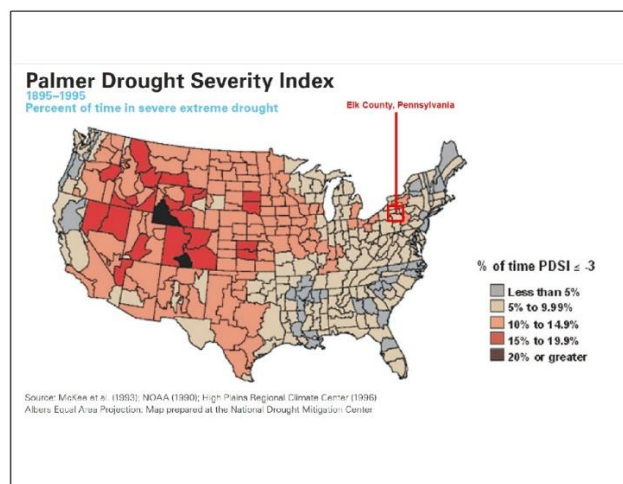 Palmer Drought Severity Index
1895–1995
Percent of time in severe extreme drought
Elk County, Pennsylvania
% of time PDSI ≤ -3
Less than 5%
5% to 9.99%
10% to 14.9%
15% to 19.9%
20% or greater
Source: McKee et al. (1993); NOAA (1990); High Plains Regional Climate Center (1996)
Albers Equal Area Projection; Map prepared at the National Drought Mitigation Center